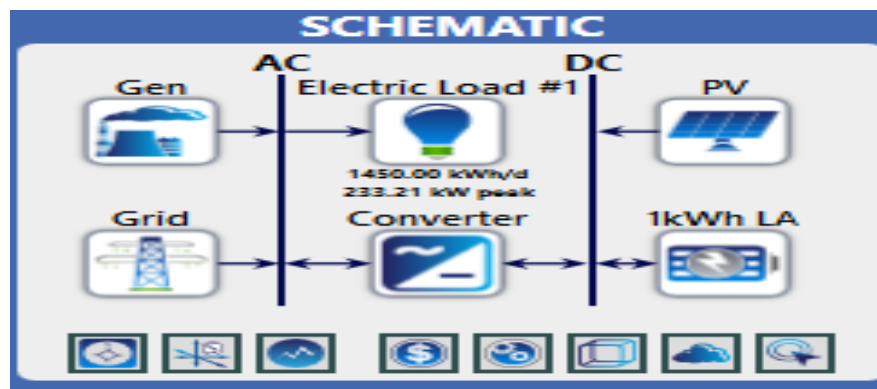 SCHEMATIC
AC DC
Gen Electric Load #1 PV
1450.00 kWh/d
233.21 kW peak
Grid Converter 1kWh LA